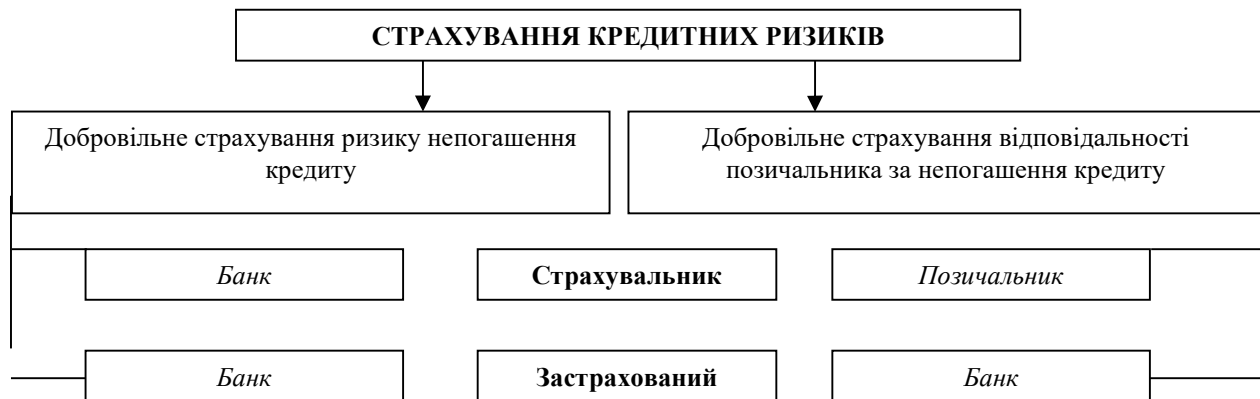 СТРАХУВАННЯ КРЕДИТНИХ РИЗИКІВ
Добровільне страхування ризику непогашення
кредиту
Добровільне страхування відповідальності
позичальника за непогашення кредиту
Банк
Страхувальник
Позичальник
Банк
Застрахований
Банк